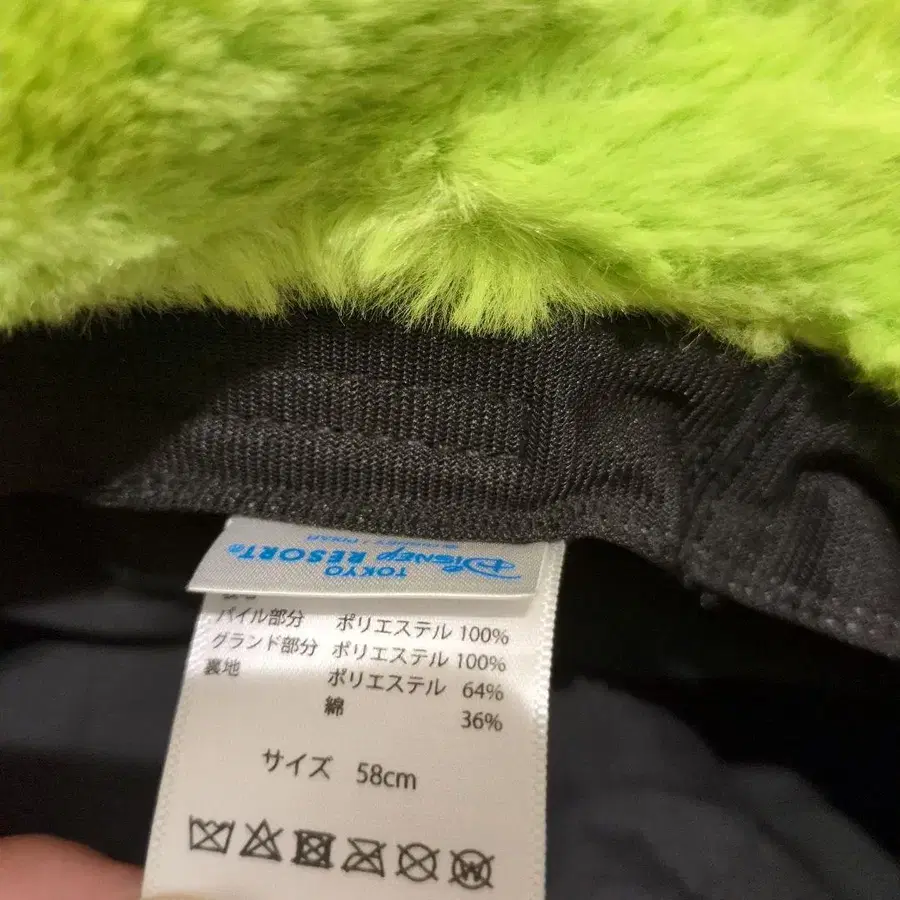 Disney
TOKYO RESORT®
© DISNEY / PIXAR
パイル部分 ポリエステル 100%
グランド部分 ポリエステル 100%
裏地 ポリエステル 64%
綿 36%
サイズ 58cm
W